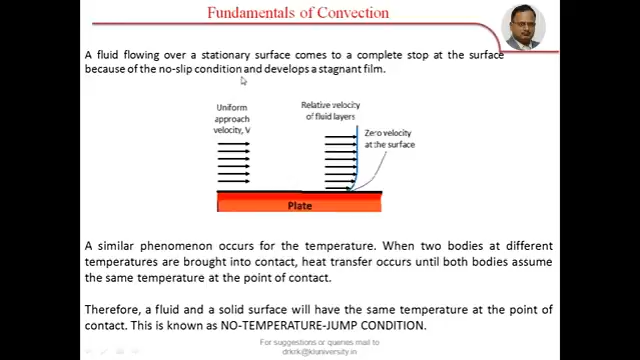 Fundamentals of Convection
A fluid flowing over a stationary surface comes to a complete stop at the surface
because of the no-slip condition and develops a stagnant film.
Uniform
approach
velocity, V
Relative velocity
of fluid layers
Zero velocity
at the surface
Plate
A similar phenomenon occurs for the temperature. When two bodies at different
temperatures are brought into contact, heat transfer occurs until both bodies assume
the same temperature at the point of contact.
Therefore, a fluid and a solid surface will have the same temperature at the point of
contact. This is known as NO-TEMPERATURE-JUMP CONDITION.
For suggestions or queries mail to
drkrk@kluniversity.in